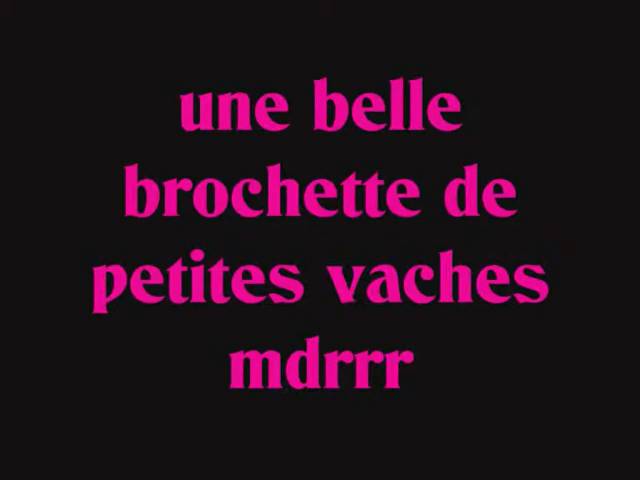 une belle
brochette de
petites vaches
mdrrr